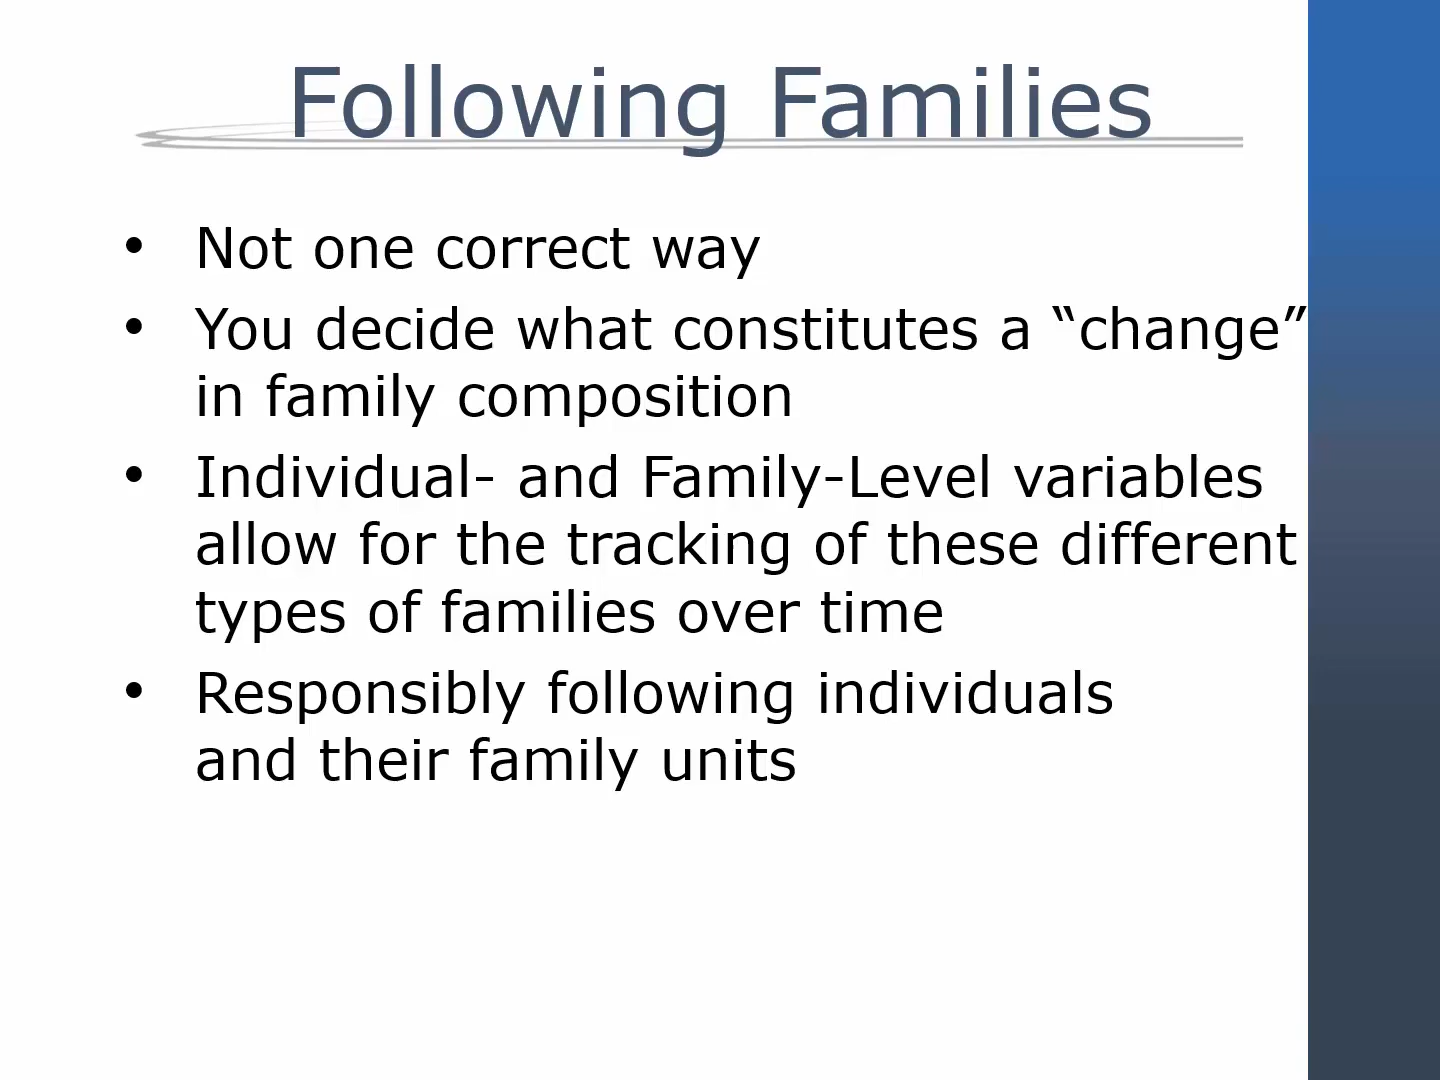 Following Families
• Not one correct way
• You decide what constitutes a “change”
in family composition
• Individual- and Family-Level variables
allow for the tracking of these different
types of families over time
• Responsibly following individuals
and their family units